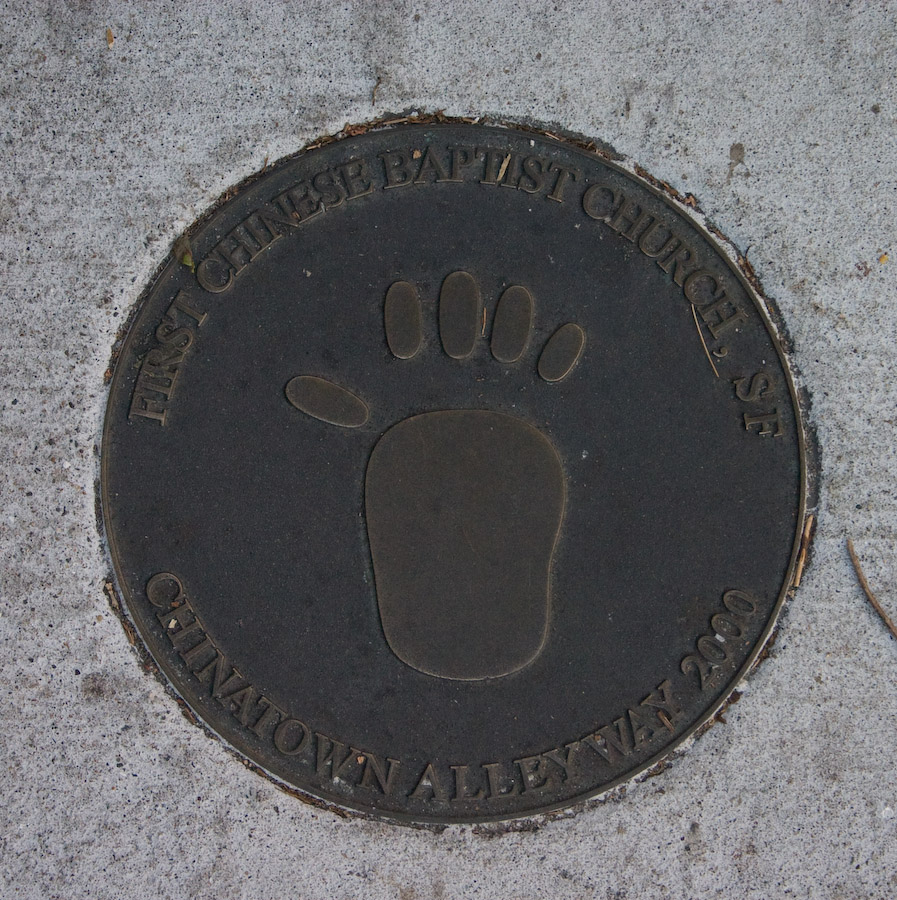 FIRST CHINESE BAPTIST CHURCH, SF
CHINATOWN ALLEYWAY 2000